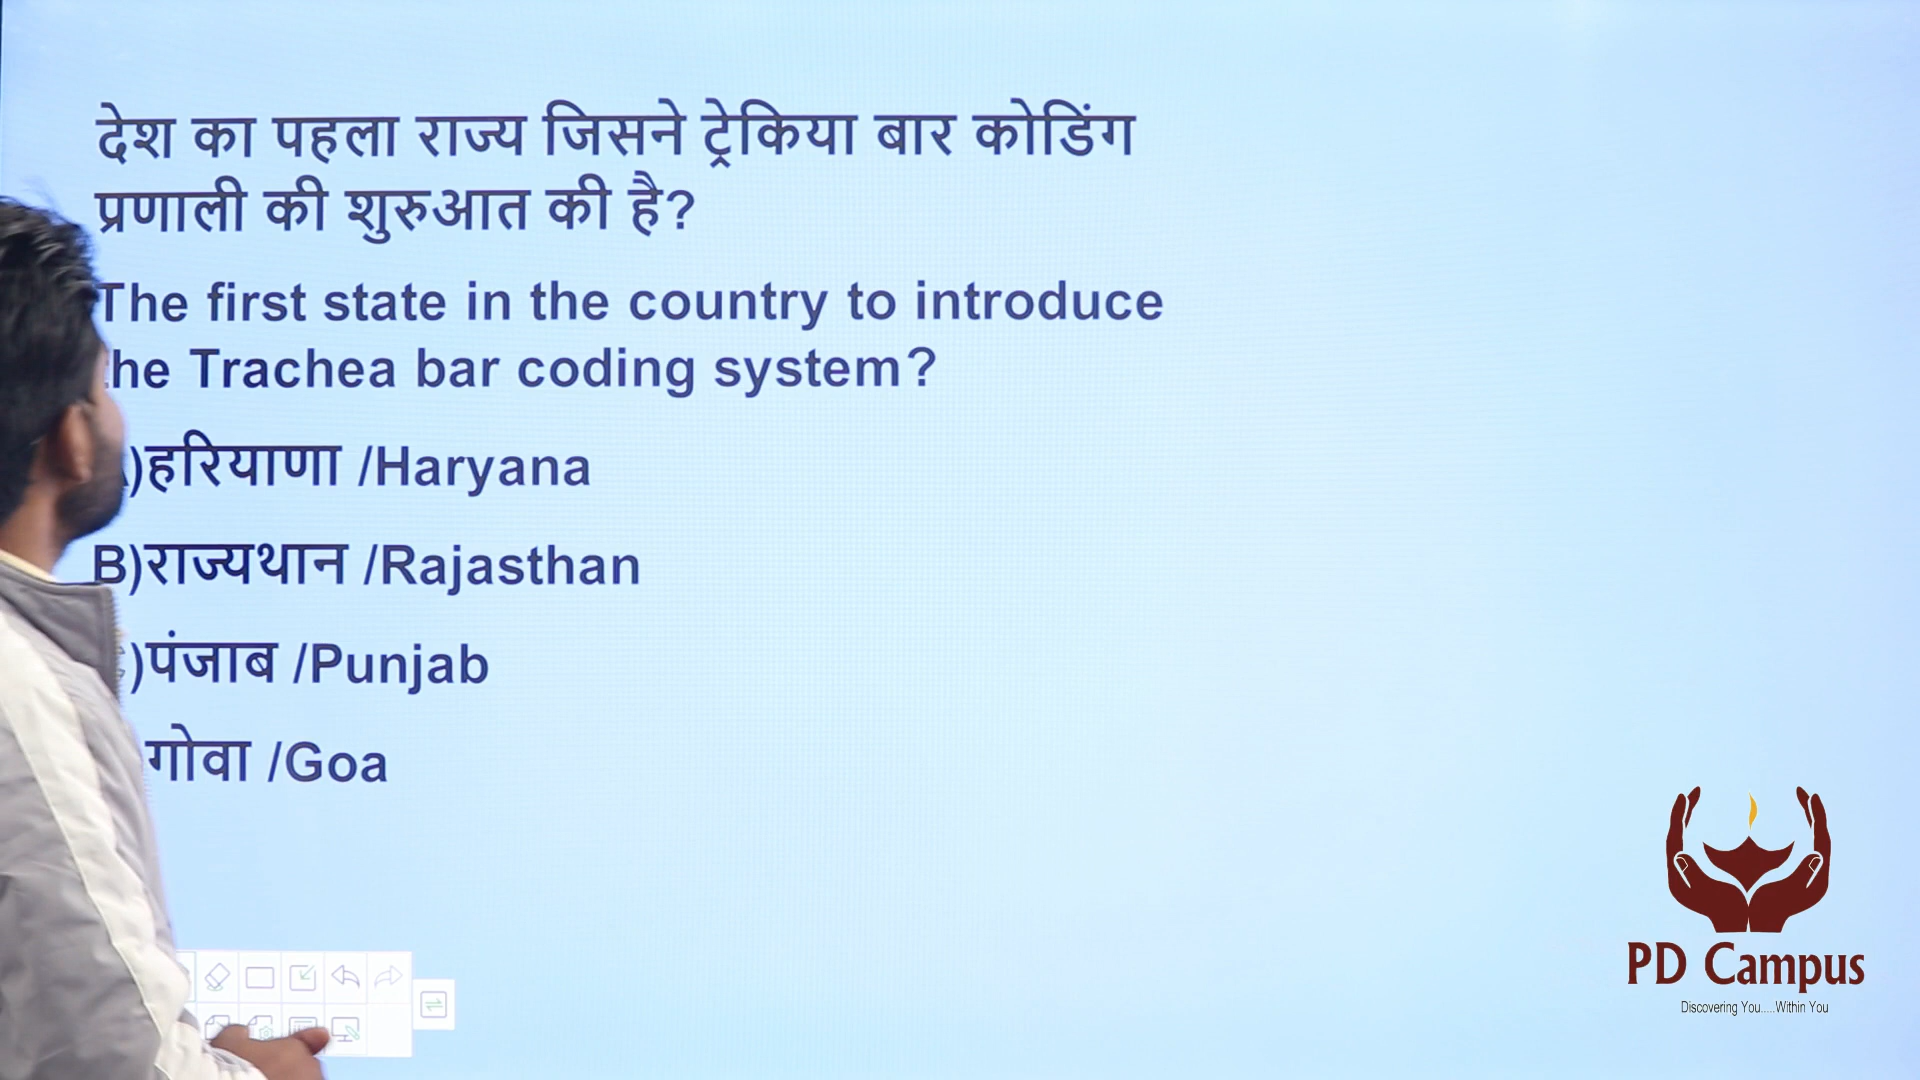 देश का पहला राज्य जिसने ट्रेकिया बार कोडिंग
प्रणाली की शुरुआत की है?
The first state in the country to introduce
the Trachea bar coding system?
)हरियाणा /Haryana
B)राज्यथान /Rajasthan
)पंजाब /Punjab
गोवा /Goa
PD Campus
Discovering You.....Within You